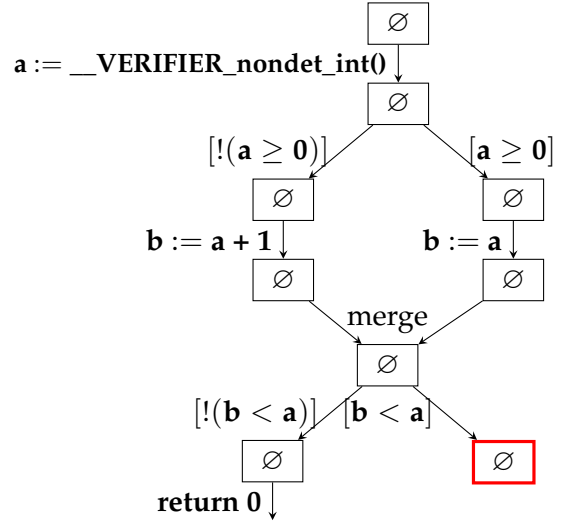 ∅
a := __VERIFIER_nondet_int()
∅
[!(a ≥ 0)] [a ≥ 0]
∅ ∅
b := a + 1 b := a
∅ ∅
merge
∅
[!(b < a)] [b < a]
∅ ∅
return 0